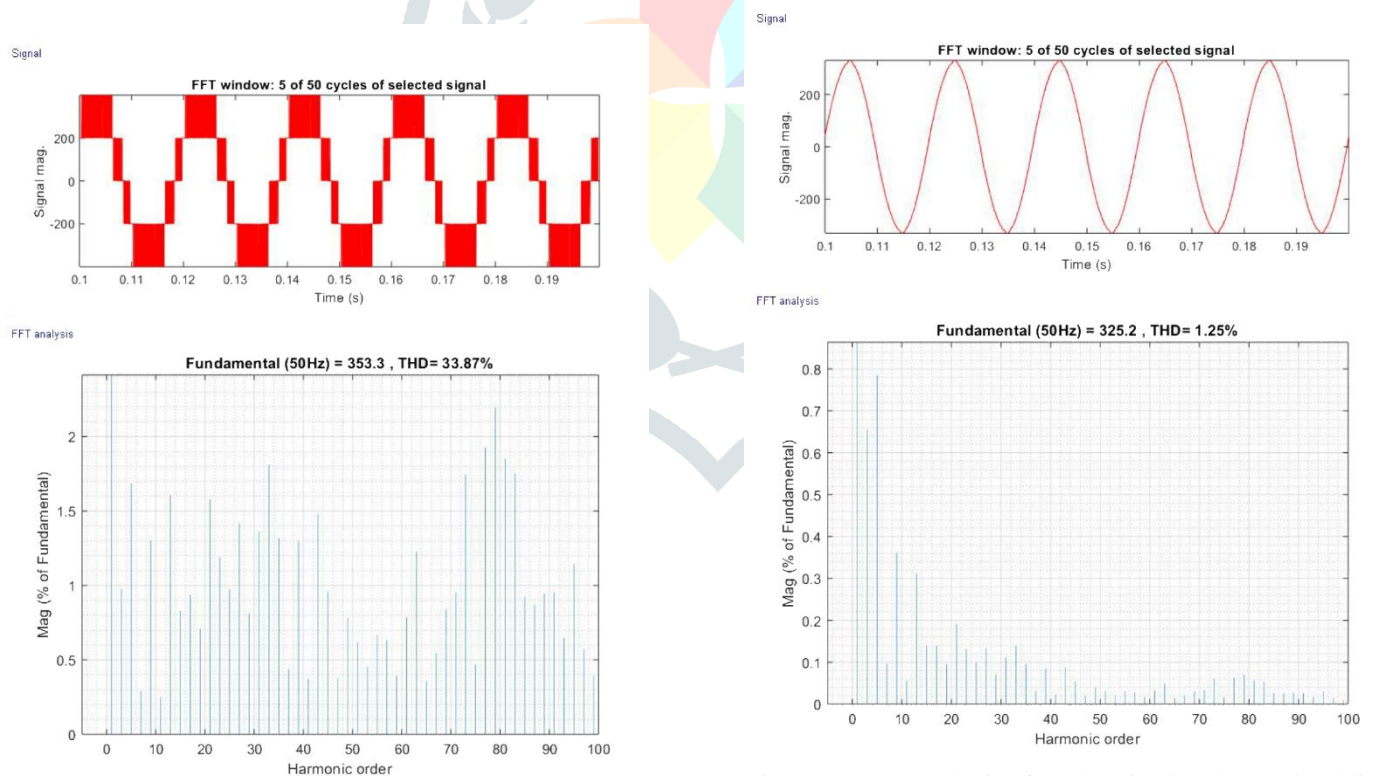 Signal
FFT window: 5 of 50 cycles of selected signal
200
0
-200
Signal mag.
0.1 0.11 0.12 0.13 0.14 0.15 0.16 0.17 0.18 0.19
Time (s)
FFT analysis
Fundamental (50Hz) = 353.3 , THD= 33.87%
2
1.5
1
0.5
0
Mag (% of Fundamental)
0 10 20 30 40 50 60 70 80 90 100
Harmonic order
Signal
FFT window: 5 of 50 cycles of selected signal
200
0
-200
Signal mag.
0.1 0.11 0.12 0.13 0.14 0.15 0.16 0.17 0.18 0.19
Time (s)
FFT analysis
Fundamental (50Hz) = 325.2 , THD= 1.25%
0.8
0.7
0.6
0.5
0.4
0.3
0.2
0.1
0
Mag (% of Fundamental)
0 10 20 30 40 50 60 70 80 90 100
Harmonic order